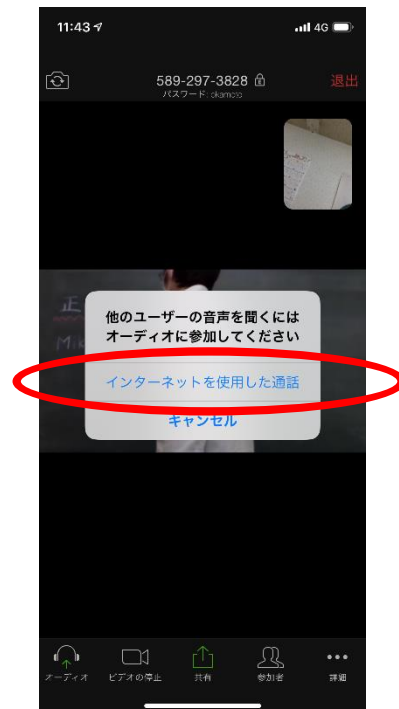 11:43
4G
589-297-3828
退出
パスワード: okamoto
正
Mik
他のユーザーの音声を聞くには
オーディオに参加してください
インターネットを使用した通話
キャンセル
オーディオ
ビデオの停止
共有
参加者
詳細